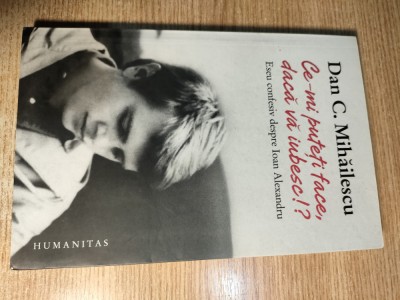 Dan C. Mihăilescu
Ce-mi puteți face,
dacă vă iubesc!?
Eseu confesiv despre Ioan Alexandru
HUMANITAS